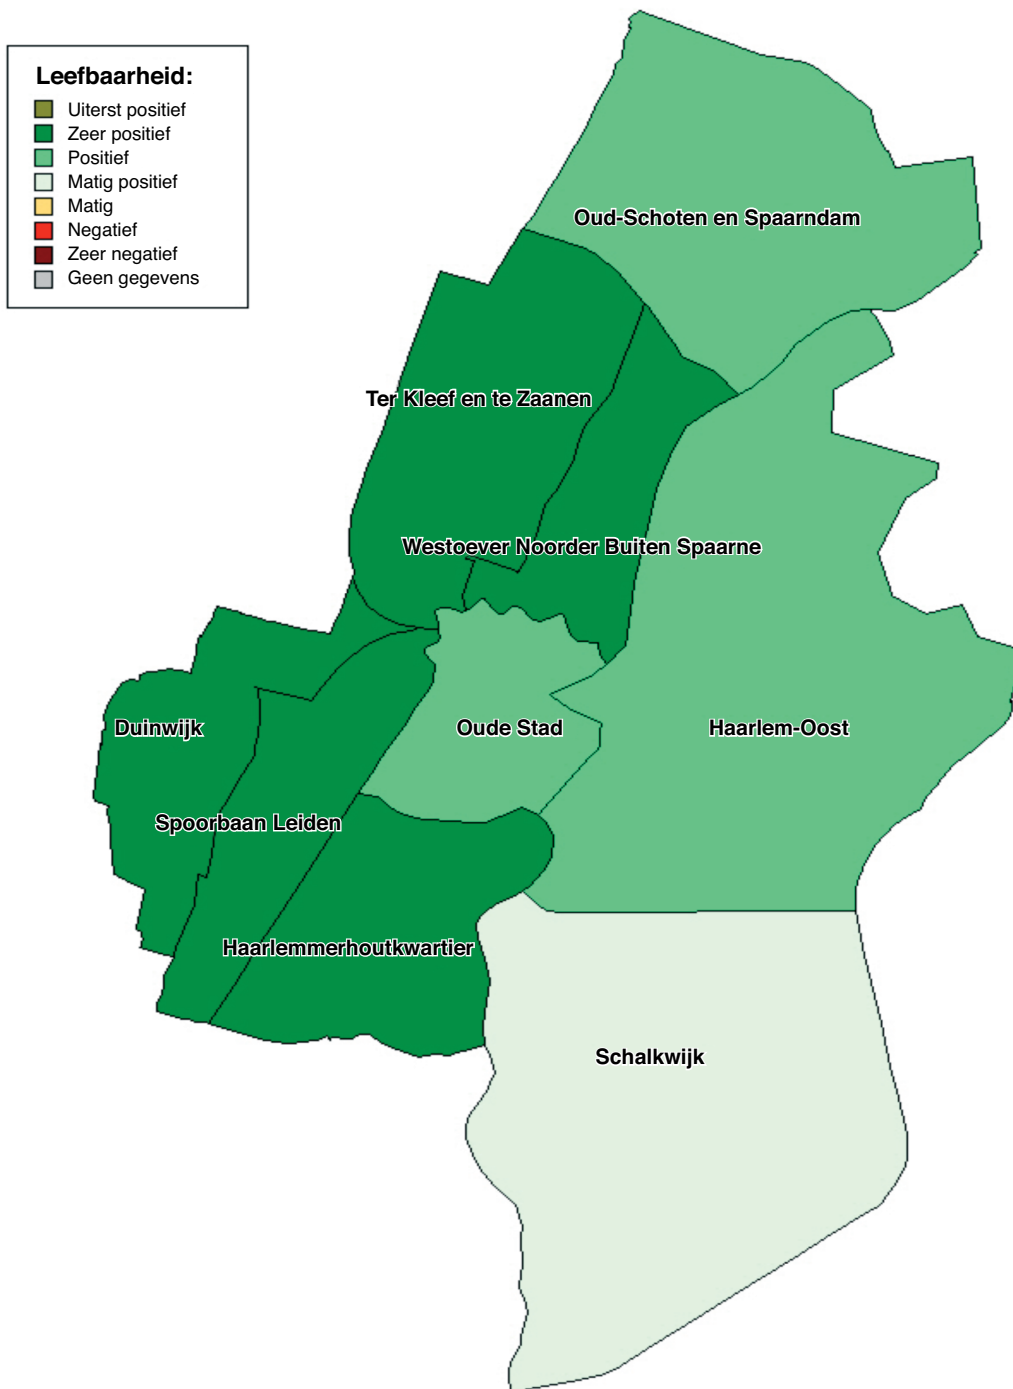 Leefbaarheid:
Uiterst positief
Zeer positief
Positief
Matig positief
Matig
Negatief
Zeer negatief
Geen gegevens
Oud-Schoten en Spaarndam
Ter Kleef en te Zaanen
Westoever Noorder Buiten Spaarne
Duinwijk
Oude Stad
Haarlem-Oost
Spoorbaan Leiden
Haarlemmerhoutkwartier
Schalkwijk